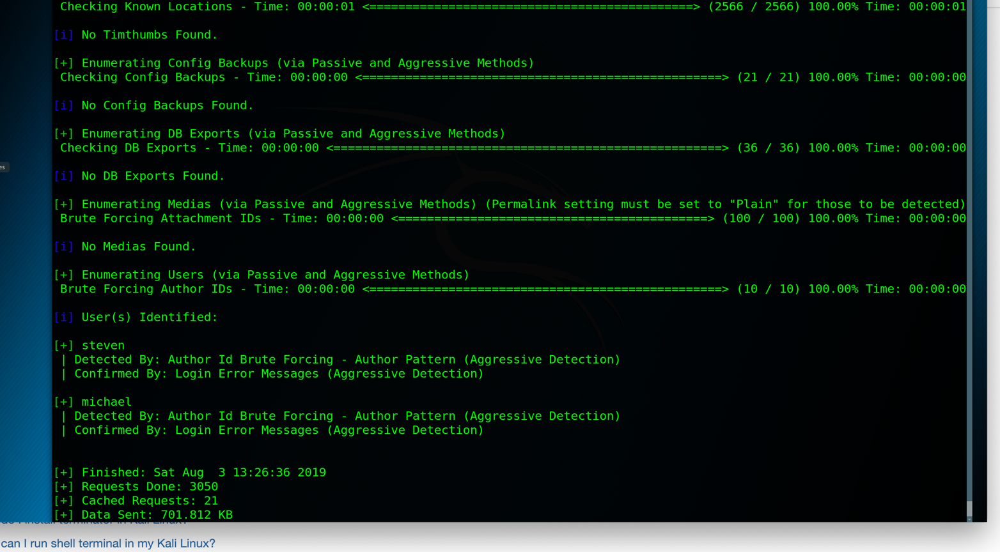 Checking Known Locations - Time: 00:00:01 <==============================================> (2566 / 2566) 100.00% Time: 00:00:01
[i] No Timthumbs Found.
[+] Enumerating Config Backups (via Passive and Aggressive Methods)
Checking Config Backups - Time: 00:00:00 <==================================================> (21 / 21) 100.00% Time: 00:00:00
[i] No Config Backups Found.
[+] Enumerating DB Exports (via Passive and Aggressive Methods)
Checking DB Exports - Time: 00:00:00 <======================================================> (36 / 36) 100.00% Time: 00:00:00
es
[i] No DB Exports Found.
[+] Enumerating Medias (via Passive and Aggressive Methods) (Permalink setting must be set to "Plain" for those to be detected)
Brute Forcing Attachment IDs - Time: 00:00:00 <============================================> (100 / 100) 100.00% Time: 00:00:00
[i] No Medias Found.
[+] Enumerating Users (via Passive and Aggressive Methods)
Brute Forcing Author IDs - Time: 00:00:00 <=================================================> (10 / 10) 100.00% Time: 00:00:00
[i] User(s) Identified:
[+] steven
| Detected By: Author Id Brute Forcing - Author Pattern (Aggressive Detection)
| Confirmed By: Login Error Messages (Aggressive Detection)
[+] michael
| Detected By: Author Id Brute Forcing - Author Pattern (Aggressive Detection)
| Confirmed By: Login Error Messages (Aggressive Detection)
[+] Finished: Sat Aug  3 13:26:36 2019
[+] Requests Done: 3050
[+] Cached Requests: 21
[+] Data Sent: 701.812 KB
can I run shell terminal in my Kali Linux?